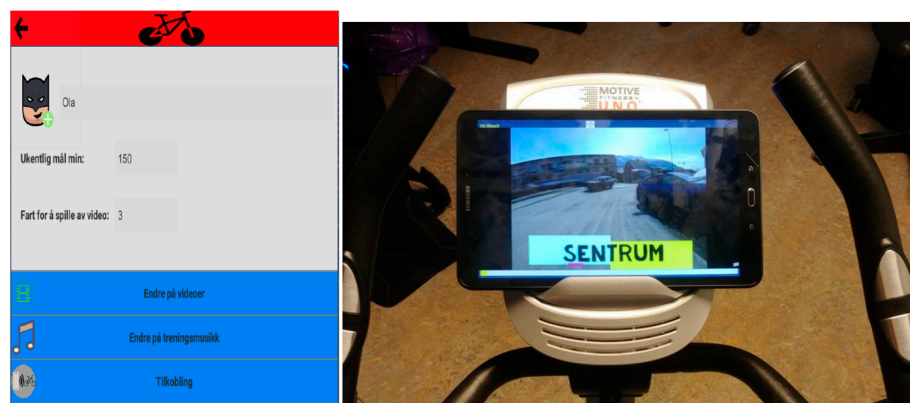 Ola
Ukentlig mål min: 150
Fart for å spille av video: 3
Endre på videoer
Endre på treningsmusikk
Tilkobling
MOTIVE
FITNESS
U.N.O
SAMSUNG
SENTRUM